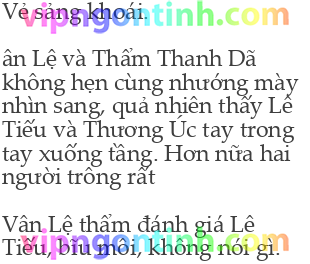 Vẻ sảng khoái.
vipngontinh.com
ân Lệ và Thẩm Thanh Dã
không hẹn cùng nhướng mày
nhìn sang, quả nhiên thấy Lê
Tiếu và Thương Úc tay trong
tay xuống tầng. Hơn nữa hai
người trông rất
Vân Lệ thẩm đánh giá Lê
Tiếu, bĩu môi, không nói gì.
vipngontinh.com